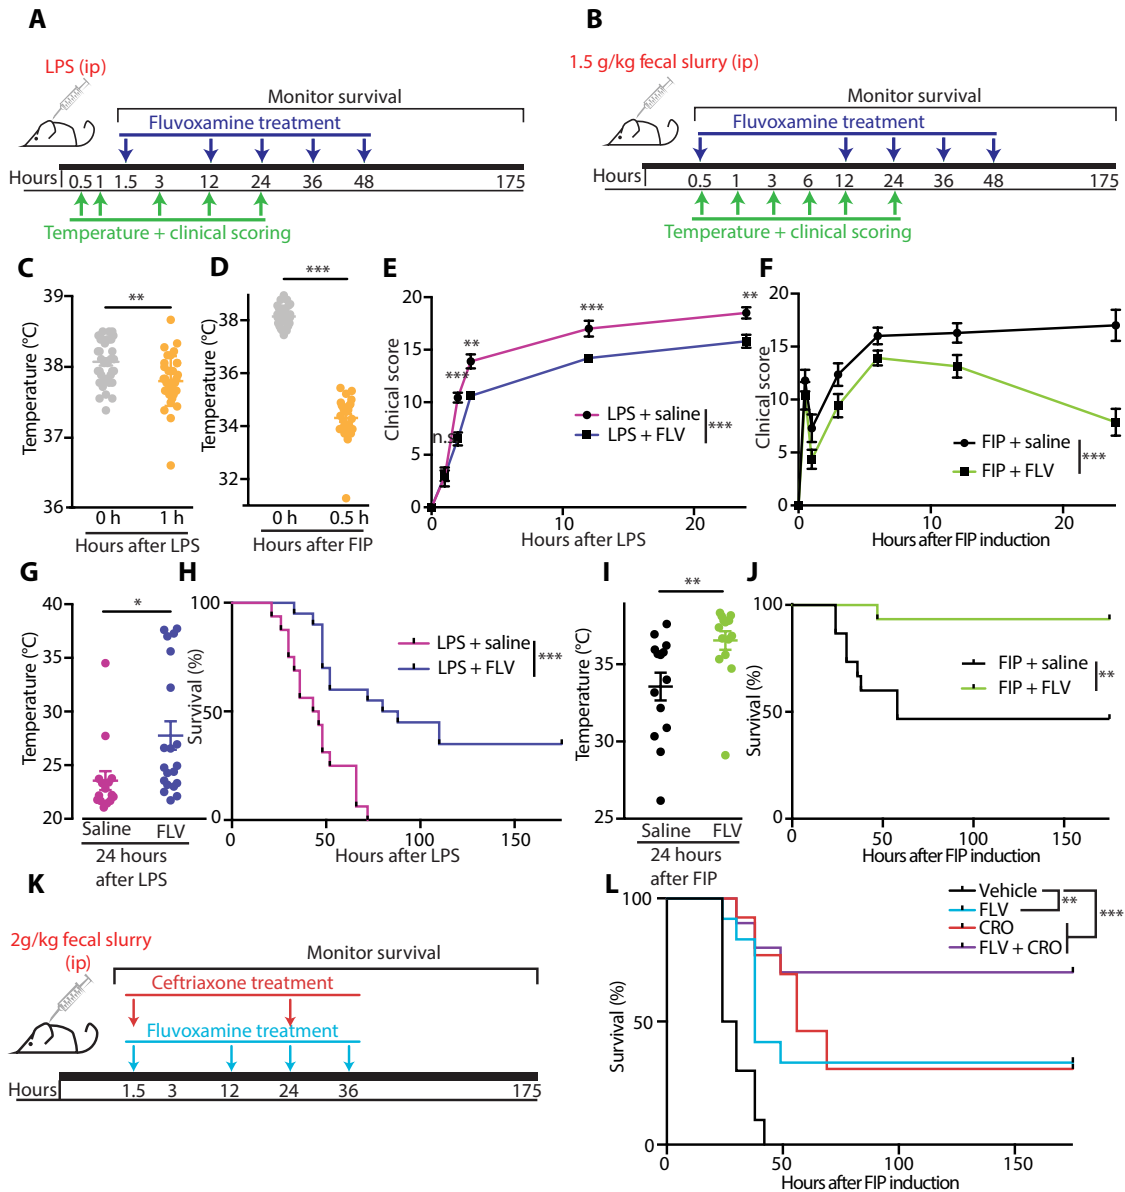 A
LPS (ip)
Monitor survival
Fluvoxamine treatment
Hours 0.5 1 1.5 3 12 24 36 48 175
Temperature + clinical scoring
B
1.5 g/kg fecal slurry (ip)
Monitor survival
Fluvoxamine treatment
Hours 0.5 1 3 6 12 24 36 48 175
Temperature + clinical scoring
C
Temperature (°C)
39
38
37
36
**
0 h 1 h
Hours after LPS
D
Temperature (°C)
38
36
34
32
***
0 h 0.5 h
Hours after FIP
E
Clnical score
20
15
10
5
0
n.s
***
**
***
**
LPS + saline
LPS + FLV
***
0 10 20
Hours after LPS
F
Clnical score
20
15
10
5
0
FIP + saline
FIP + FLV
***
0 10 20
Hours after FIP induction
G
Temperature (°C)
40
35
30
25
20
*
Saline FLV
24 hours
after LPS
H
Survival (%)
100
50
0
LPS + saline
LPS + FLV
***
0 50 100 150
Hours after LPS
I
Temperature (°C)
35
30
25
**
Saline FLV
24 hours
after FIP
J
Survival (%)
100
50
0
FIP + saline
FIP + FLV
**
0 50 100 150
Hours after FIP induction
K
2g/kg fecal slurry
(ip)
Monitor survival
Ceftriaxone treatment
Fluvoxamine treatment
Hours 1.5 3 12 24 36 175
L
Survival (%)
100
50
0
Vehicle
FLV
CRO
FLV + CRO
**
***
0 50 100 150
Hours after FIP induction